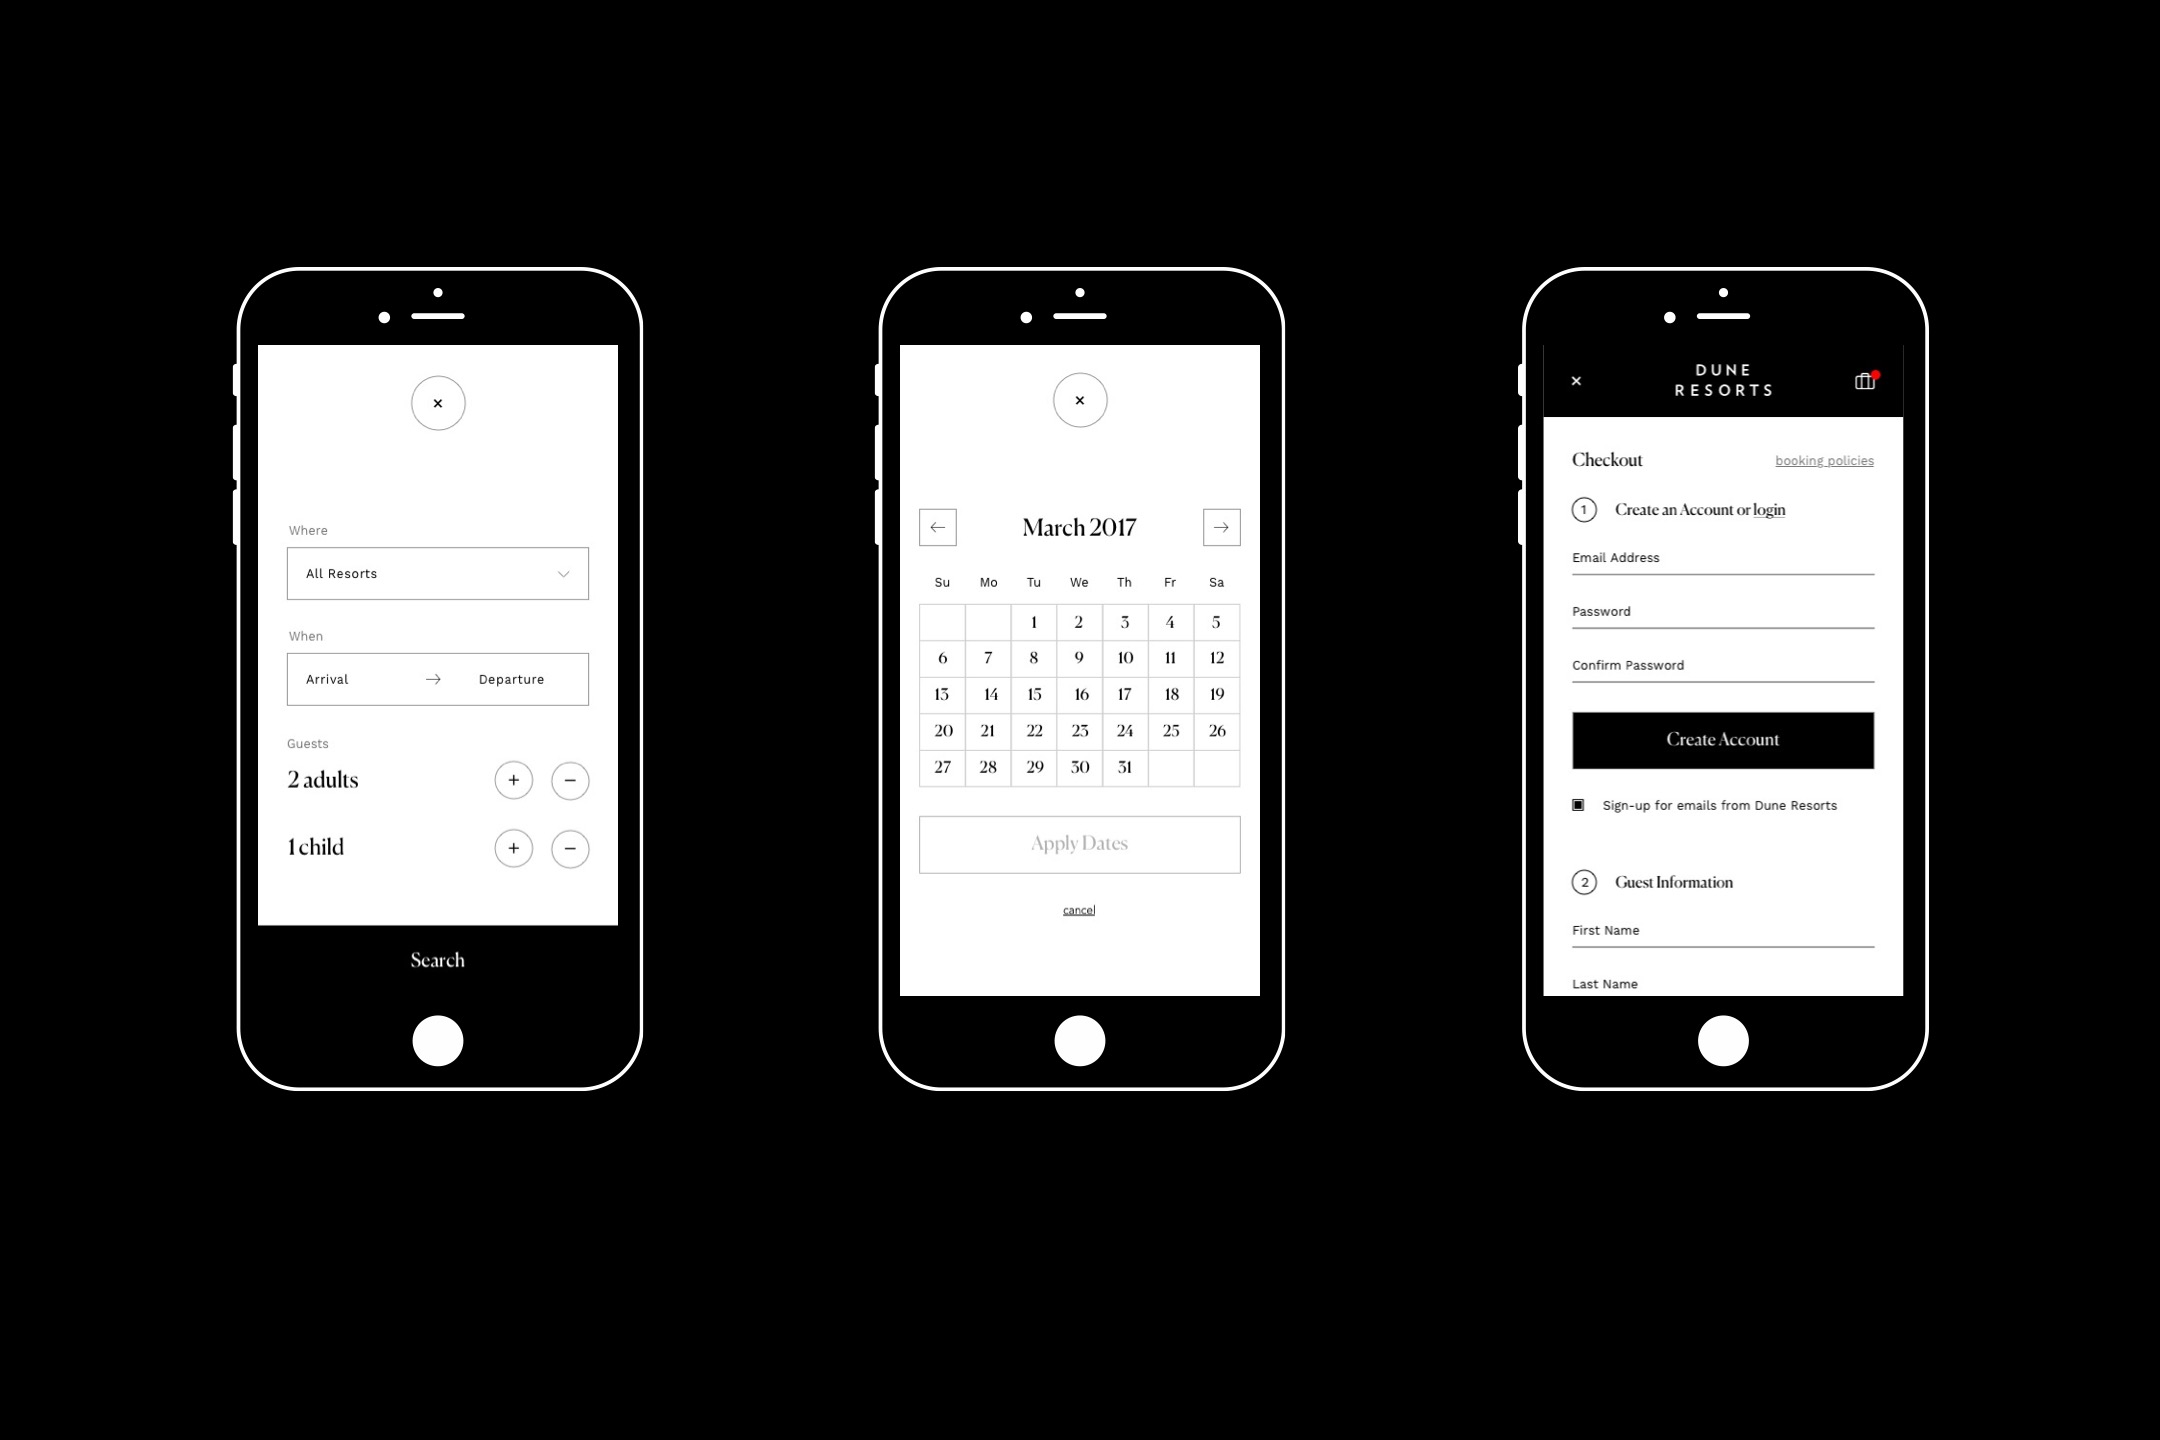 Where
All Resorts
When
Arrival → Departure
Guests
2 adults + −
1 child + −
Search
← March 2017 →
Su Mo Tu We Th Fr Sa
1 2 3 4 5
6 7 8 9 10 11 12
13 14 15 16 17 18 19
20 21 22 23 24 25 26
27 28 29 30 31
Apply Dates
cancel
DUNE
RESORTS
Checkout booking policies
1 Create an Account or login
Email Address
Password
Confirm Password
Create Account
Sign-up for emails from Dune Resorts
2 Guest Information
First Name
Last Name